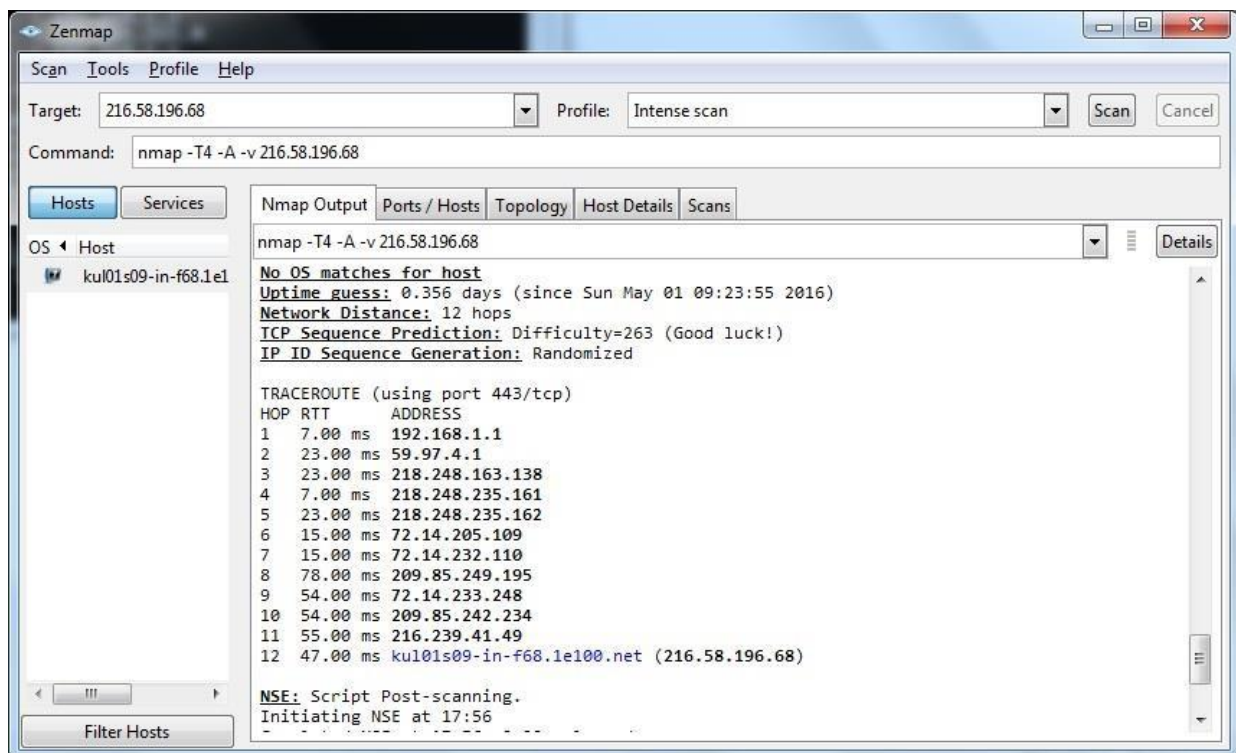 Zenmap
Scan Tools Profile Help
Target: 216.58.196.68 Profile: Intense scan Scan Cancel
Command: nmap -T4 -A -v 216.58.196.68
Hosts Services
Nmap Output Ports / Hosts Topology Host Details Scans
OS Host
kul01s09-in-f68.1e1
nmap -T4 -A -v 216.58.196.68 Details
No OS matches for host
Uptime guess: 0.356 days (since Sun May 01 09:23:55 2016)
Network Distance: 12 hops
TCP Sequence Prediction: Difficulty=263 (Good luck!)
IP ID Sequence Generation: Randomized
TRACEROUTE (using port 443/tcp)
HOP RTT ADDRESS
1 7.00 ms 192.168.1.1
2 23.00 ms 59.97.4.1
3 23.00 ms 218.248.163.138
4 7.00 ms 218.248.235.161
5 23.00 ms 218.248.235.162
6 15.00 ms 72.14.205.109
7 15.00 ms 72.14.232.110
8 78.00 ms 209.85.249.195
9 54.00 ms 72.14.233.248
10 54.00 ms 209.85.242.234
11 55.00 ms 216.239.41.49
12 47.00 ms kul01s09-in-f68.1e100.net (216.58.196.68)
NSE: Script Post-scanning.
Initiating NSE at 17:56
Filter Hosts